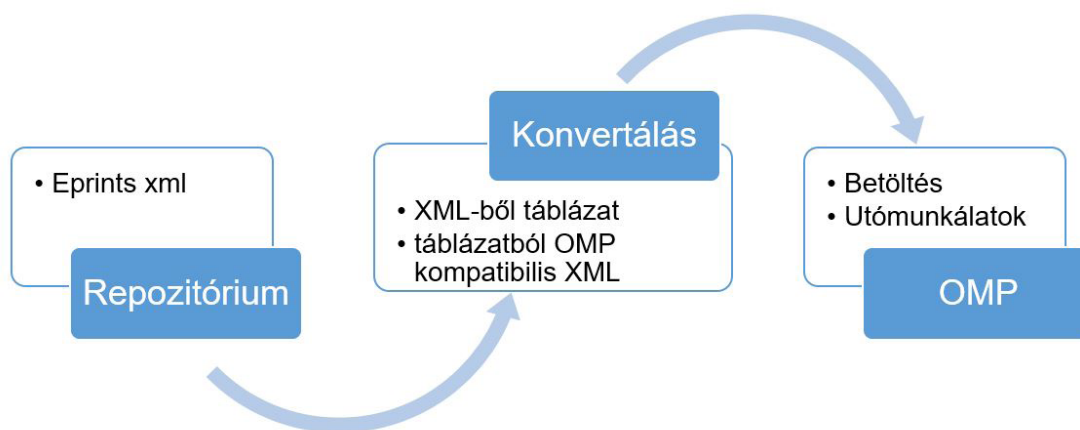 • Eprints xml
Repozitórium
Konvertálás
• XML-ből táblázat
• táblázatból OMP
kompatibilis XML
• Betöltés
• Utómunkálatok
OMP